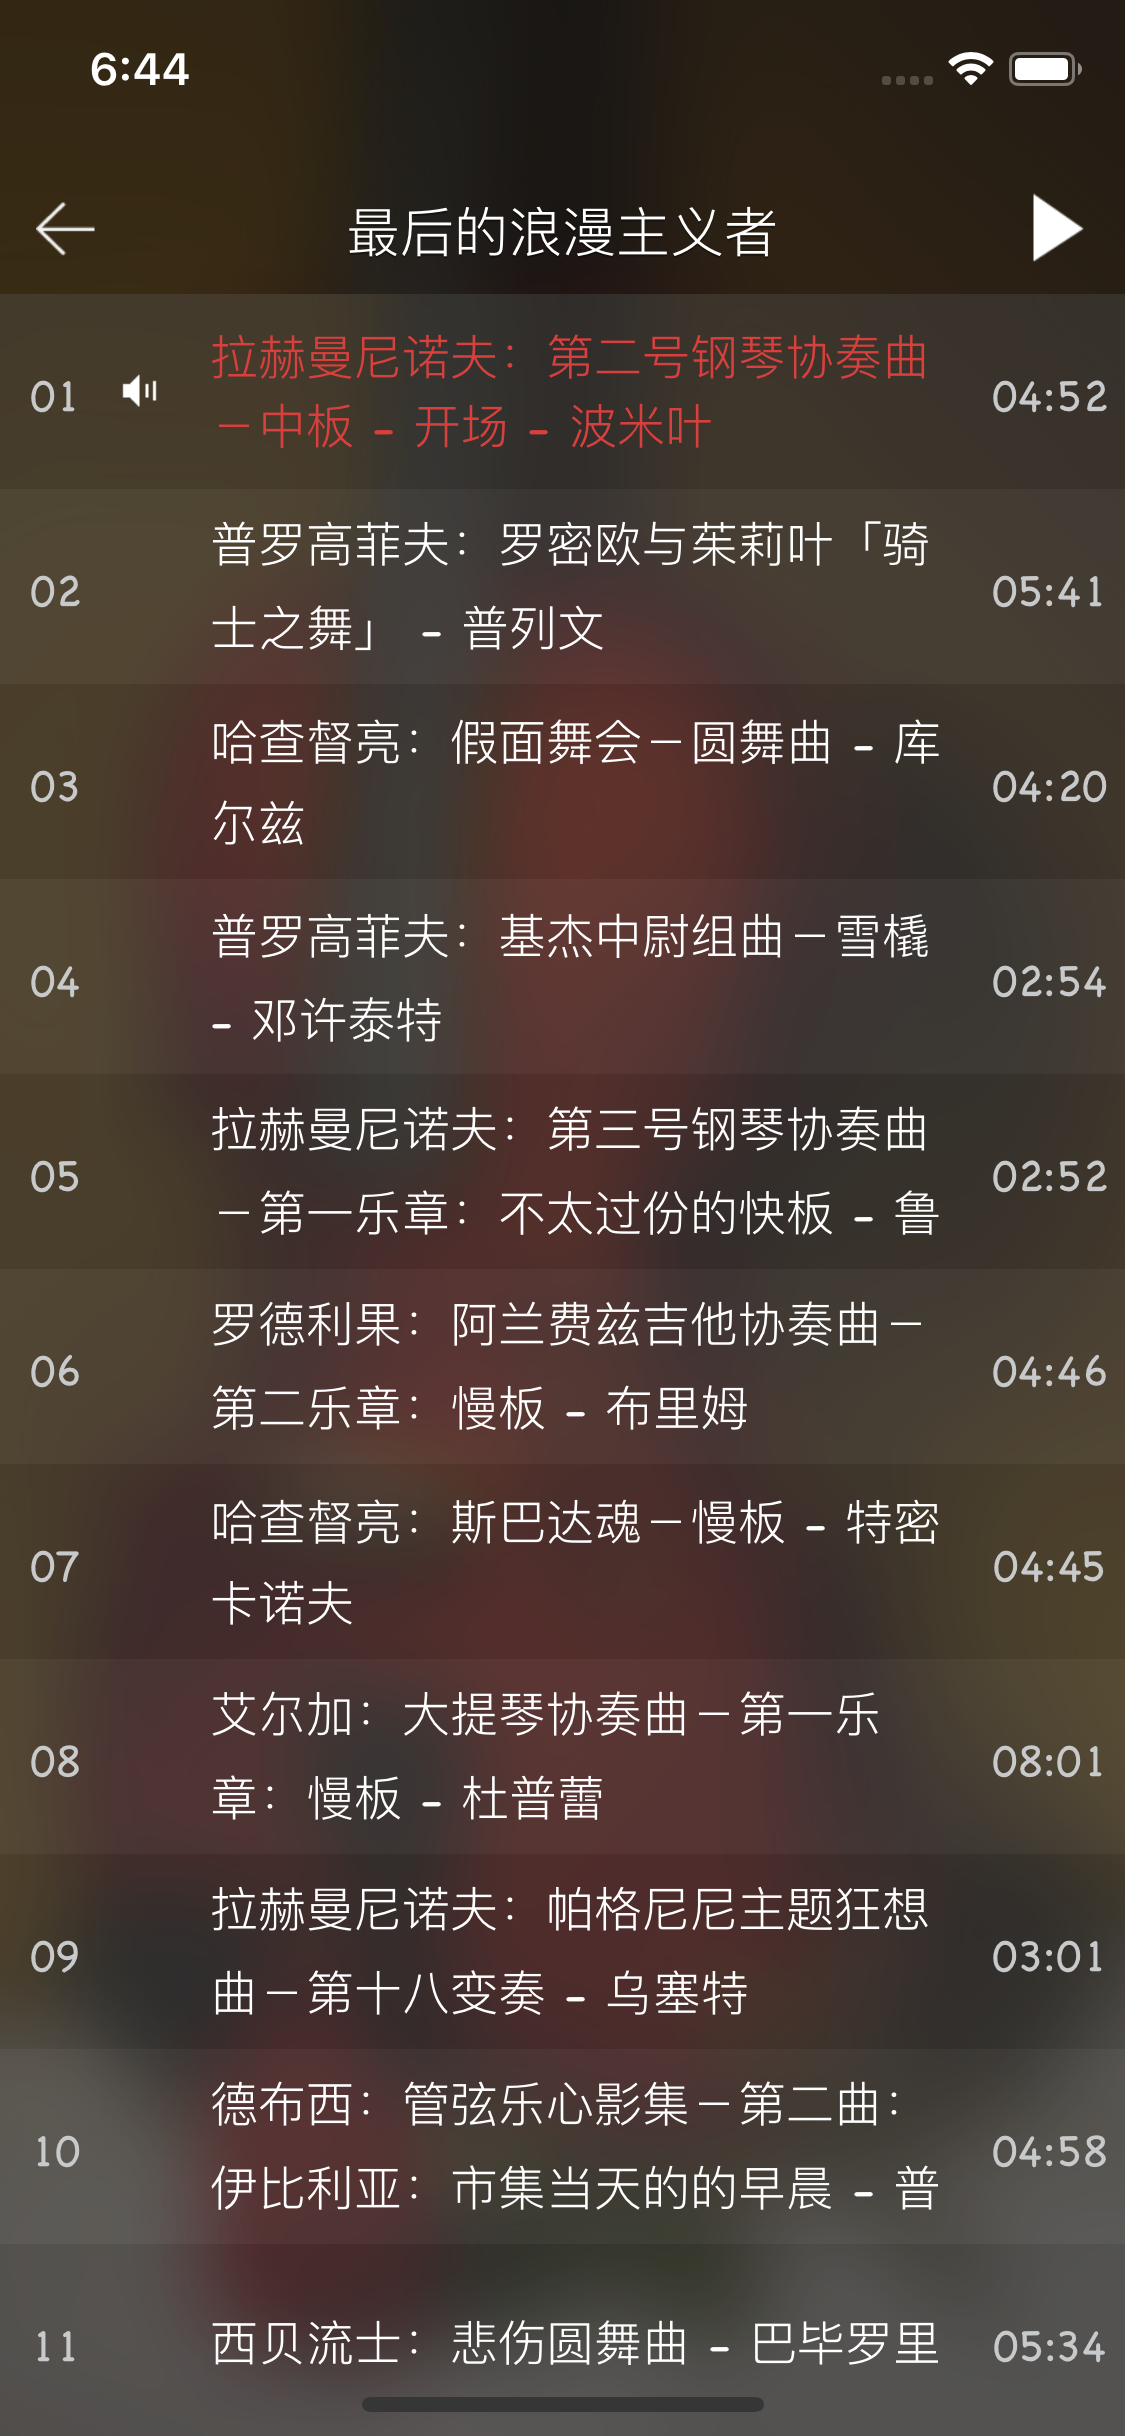 6:44
最后的浪漫主义者
01
拉赫曼尼诺夫：第二号钢琴协奏曲
－中板 - 开场 - 波米叶
04:52
02
普罗高菲夫：罗密欧与茱莉叶「骑
士之舞」 - 普列文
05:41
03
哈查督亮：假面舞会－圆舞曲 - 库
尔兹
04:20
04
普罗高菲夫：基杰中尉组曲－雪橇
- 邓许泰特
02:54
05
拉赫曼尼诺夫：第三号钢琴协奏曲
－第一乐章：不太过份的快板 - 鲁
02:52
06
罗德利果：阿兰费兹吉他协奏曲－
第二乐章：慢板 - 布里姆
04:46
07
哈查督亮：斯巴达魂－慢板 - 特密
卡诺夫
04:45
08
艾尔加：大提琴协奏曲－第一乐
章：慢板 - 杜普蕾
08:01
09
拉赫曼尼诺夫：帕格尼尼主题狂想
曲－第十八变奏 - 乌塞特
03:01
10
德布西：管弦乐心影集－第二曲：
伊比利亚：市集当天的的早晨 - 普
04:58
11
西贝流士：悲伤圆舞曲 - 巴毕罗里
05:34